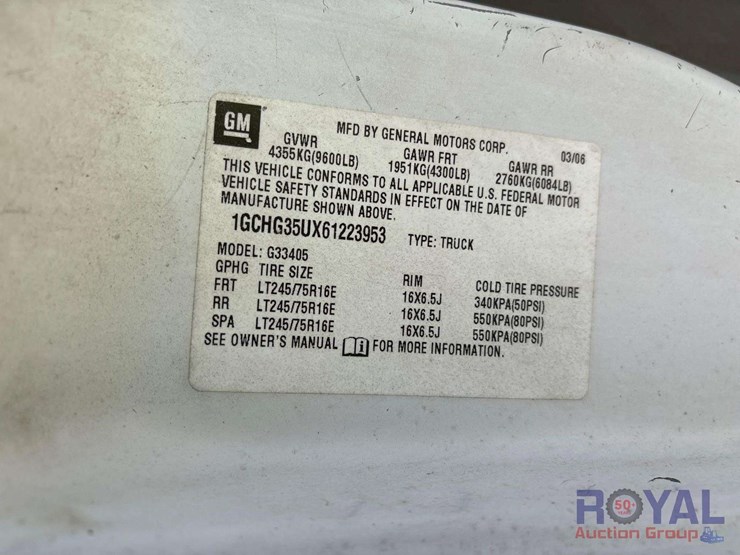 GM
MFD BY GENERAL MOTORS CORP. 03/06
GVWR GAWR FRT GAWR RR
4355KG(9600LB) 1951KG(4300LB) 2760KG(6084LB)
THIS VEHICLE CONFORMS TO ALL APPLICABLE U.S. FEDERAL MOTOR
VEHICLE SAFETY STANDARDS IN EFFECT ON THE DATE OF
MANUFACTURE SHOWN ABOVE.
1GCHG35UX61223953 TYPE: TRUCK
MODEL: G33405
GPHG TIRE SIZE RIM COLD TIRE PRESSURE
FRT LT245/75R16E 16X6.5J 340KPA(50PSI)
RR LT245/75R16E 16X6.5J 550KPA(80PSI)
SPA LT245/75R16E 16X6.5J 550KPA(80PSI)
SEE OWNER'S MANUAL i FOR MORE INFORMATION.
ROYAL
50
Auction Group